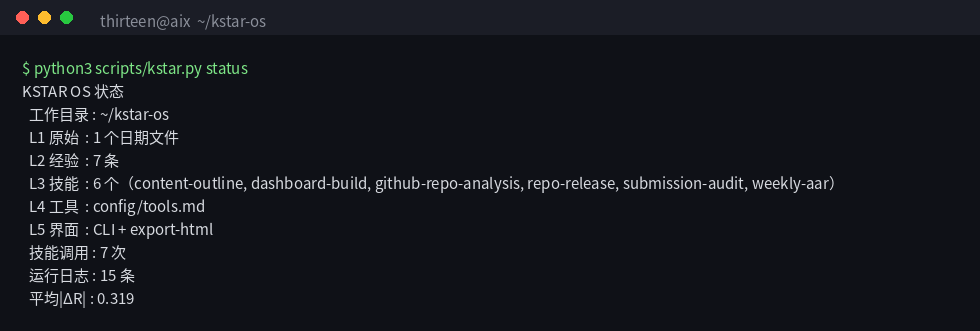 thirteen@aix ~/kstar-os
$ python3 scripts/kstar.py status
KSTAR OS 状态
工作目录 : ~/kstar-os
L1 原始 : 1 个日期文件
L2 经验 : 7 条
L3 技能 : 6 个（content-outline, dashboard-build, github-repo-analysis, repo-release, submission-audit, weekly-aar）
L4 工具 : config/tools.md
L5 界面 : CLI + export-html
技能调用 : 7 次
运行日志 : 15 条
平均|ΔR| : 0.319